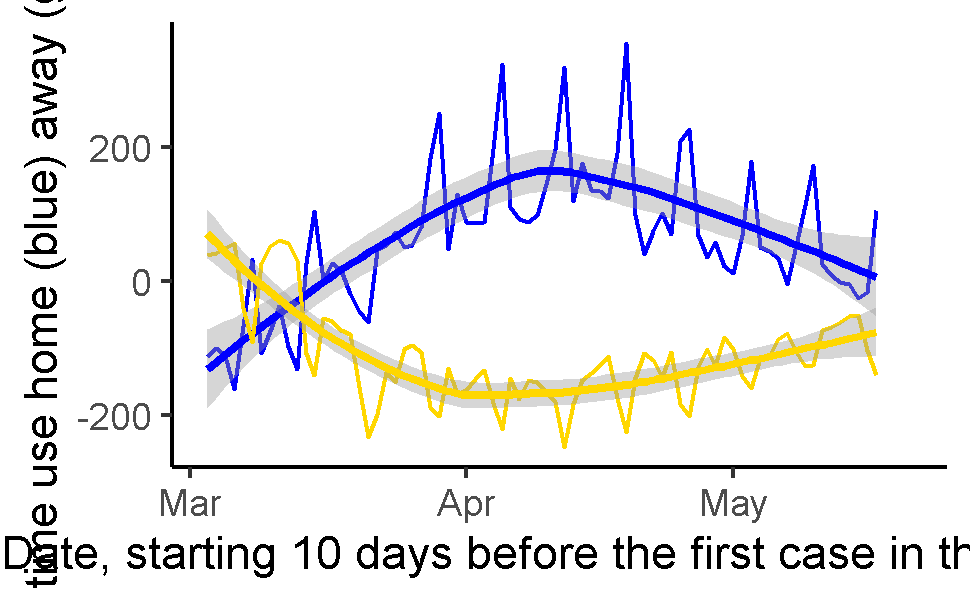 time use home (blue) away (
200
0
-200
Mar
Apr
May
Date, starting 10 days before the first case in th